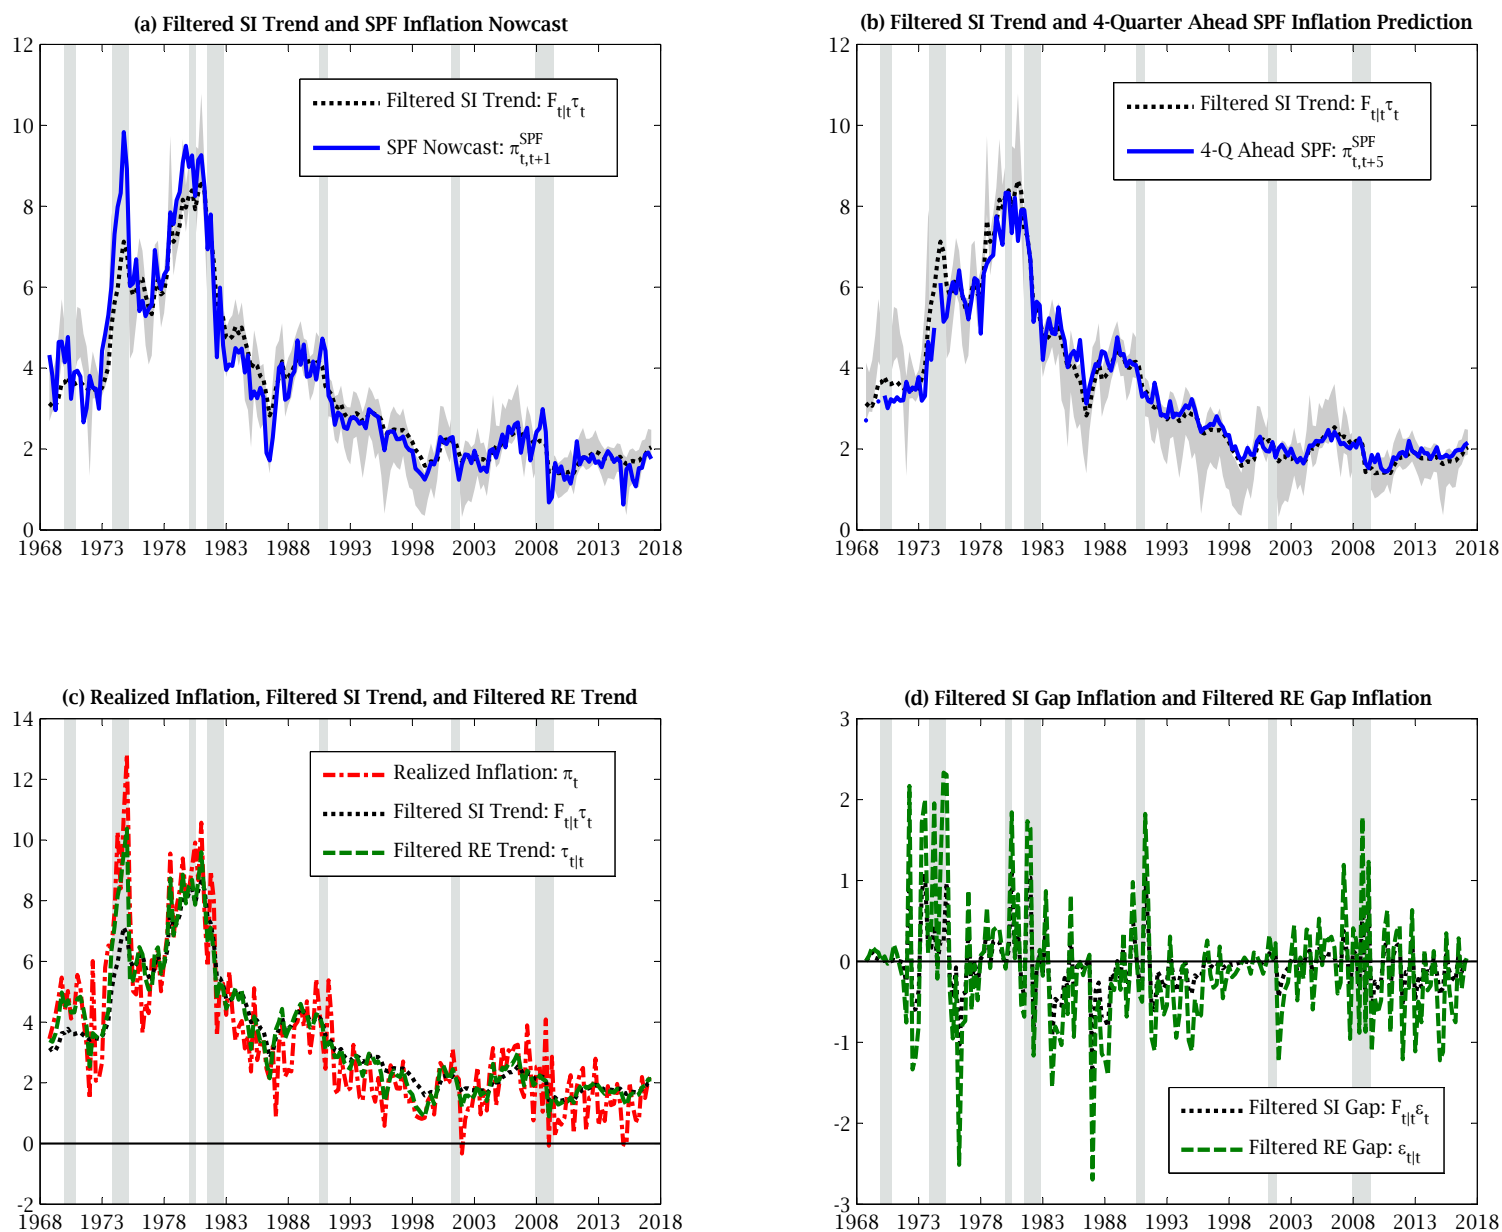 (a) Filtered SI Trend and SPF Inflation Nowcast
12
10
8
6
4
2
0
1968 1973 1978 1983 1988 1993 1998 2003 2008 2013 2018
Filtered SI Trend: F_{t|t}τ_t
SPF Nowcast: π_{t,t+1}^{SPF}
(b) Filtered SI Trend and 4-Quarter Ahead SPF Inflation Prediction
12
10
8
6
4
2
0
1968 1973 1978 1983 1988 1993 1998 2003 2008 2013 2018
Filtered SI Trend: F_{t|t}τ_t
4-Q Ahead SPF: π_{t,t+5}^{SPF}
(c) Realized Inflation, Filtered SI Trend, and Filtered RE Trend
14
12
10
8
6
4
2
0
-2
1968 1973 1978 1983 1988 1993 1998 2003 2008 2013 2018
Realized Inflation: π_t
Filtered SI Trend: F_{t|t}τ_t
Filtered RE Trend: τ_{t|t}
(d) Filtered SI Gap Inflation and Filtered RE Gap Inflation
3
2
1
0
-1
-2
-3
1968 1973 1978 1983 1988 1993 1998 2003 2008 2013 2018
Filtered SI Gap: F_{t|t}ε_t
Filtered RE Gap: ε_{t|t}